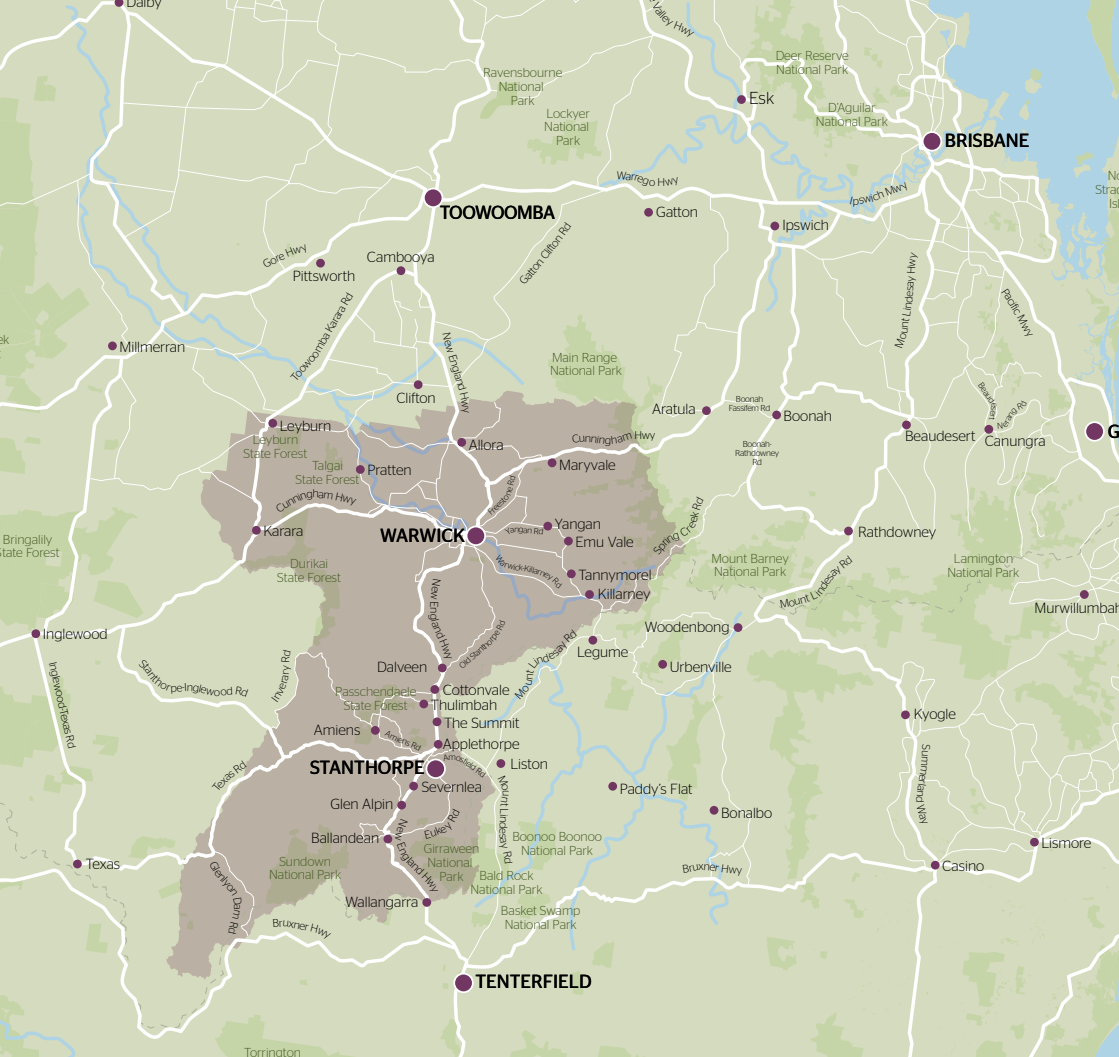 Dalby
Valley Hwy
Deer Reserve
National Park
Ravensbourne
National
Park
Esk
D'Aguilar
National Park
Lockyer
National
Park
BRISBANE
Warrego Hwy
Ipswich Mwy
TOOWOOMBA
Gatton
Ipswich
Gore Hwy
Cambooya
Pittsworth
Gatton Clifton Rd
Mount Lindesay Hwy
Pacific Mwy
Toowoomba Karara Rd
New England Hwy
Millmerran
Main Range
National Park
Clifton
Aratula
Boonah
Fassifern Rd
Boonah
Beaudesert
Nerang Rd
Leyburn
Leyburn
State Forest
Allora
Cunningham Hwy
Boonah-
Rathdowney
Rd
Beaudesert
Canungra
G
Talgai
State Forest
Pratten
Maryvale
Freestone Rd
Cunningham Hwy
Karara
WARWICK
Yangan Rd
Yangan
Emu Vale
Spring Creek Rd
Rathdowney
Bringalily
State Forest
Durikai
State Forest
Warwick-Killarney Rd
Tannymorel
Killarney
Mount Barney
National Park
Lamington
National Park
Mount Lindesay Rd
Murwillumbah
New England Hwy
Old Stanthorpe Rd
Inglewood
Woodenbong
Legume
Mount Lindesay Rd
Urbenville
Inglewood-Texas Rd
Stanthorpe-Inglewood Rd
Inverary Rd
Dalveen
Passchendaele
State Forest
Cottonvale
Thulimbah
The Summit
Amiens
Amiens Rd
Applethorpe
Kyogle
Summerland Way
STANTHORPE
Amosfield Rd
Liston
Texas Rd
Severnlea
Glen Alpin
Mount Lindesay Rd
Paddy's Flat
Bonalbo
Ballandean
Eukey Rd
New England Hwy
Girraween
National
Park
Boonoo Boonoo
National Park
Lismore
Texas
Glenlyon Dam Rd
Sundown
National Park
Bald Rock
National Park
Bruxner Hwy
Casino
Wallangarra
Basket Swamp
National Park
Bruxner Hwy
TENTERFIELD
Torrington